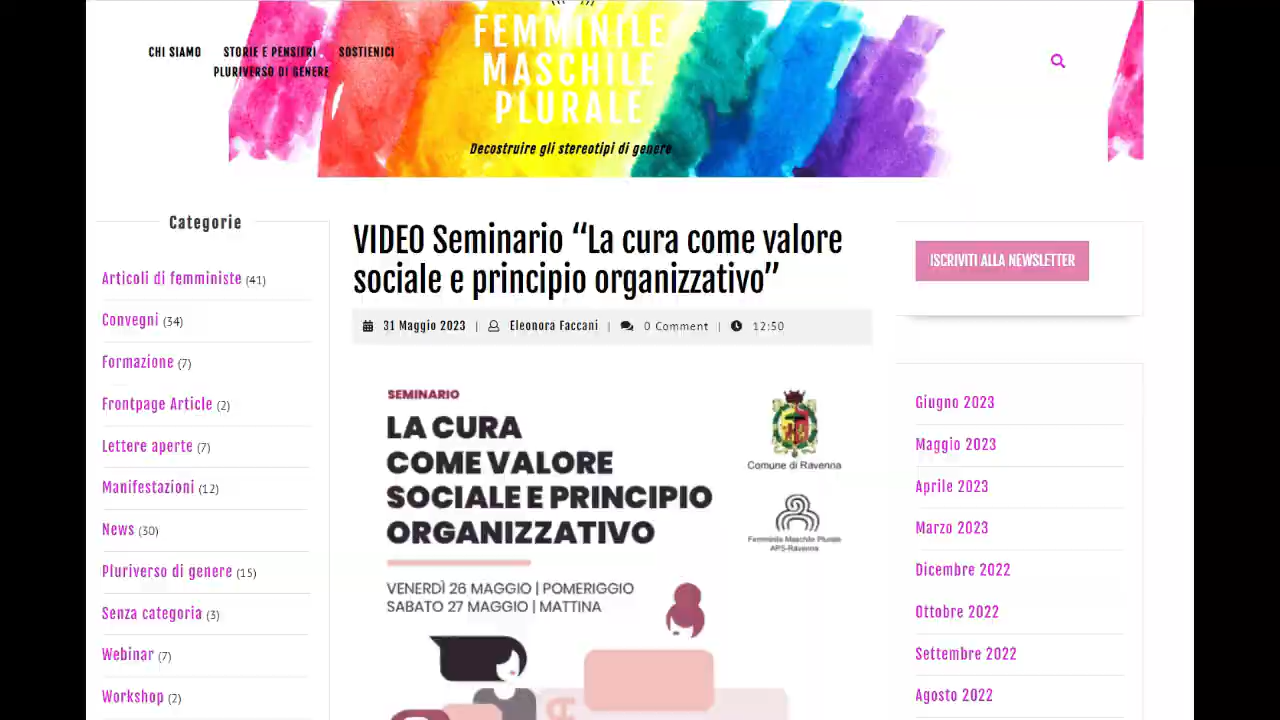 FEMMINILE
MASCHILE
PLURALE
Decostruire gli stereotipi di genere
CHI SIAMO STORIE E PENSIERI SOSTIENICI
PLURIVERSO DI GENERE
Categorie
Articoli di femministe (41)
Convegni (34)
Formazione (7)
Frontpage Article (2)
Lettere aperte (7)
Manifestazioni (12)
News (30)
Pluriverso di genere (15)
Senza categoria (3)
Webinar (7)
Workshop (2)
VIDEO Seminario “La cura come valore
sociale e principio organizzativo”
31 Maggio 2023 | Eleonora Faccani | 0 Comment | 12:50
SEMINARIO
LA CURA
COME VALORE
SOCIALE E PRINCIPIO
ORGANIZZATIVO
VENERDÌ 26 MAGGIO | POMERIGGIO
SABATO 27 MAGGIO | MATTINA
Comune di Ravenna
Femminile Maschile Plurale
APS-Ravenna
ISCRIVITI ALLA NEWSLETTER
Giugno 2023
Maggio 2023
Aprile 2023
Marzo 2023
Dicembre 2022
Ottobre 2022
Settembre 2022
Agosto 2022